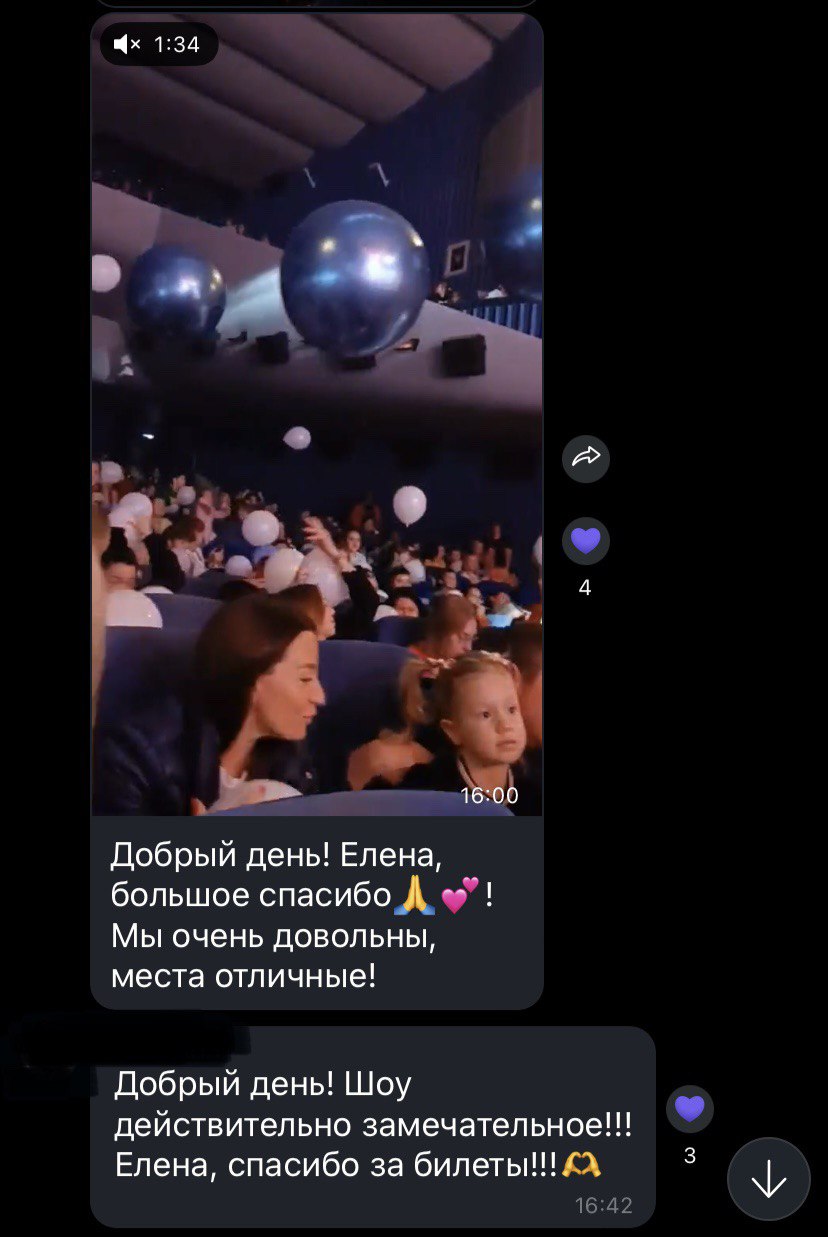 1:34
4
16:00
Добрый день! Елена,
большое спасибо🙏💕!
Мы очень довольны,
места отличные!
Добрый день! Шоу
действительно замечательное!!!
Елена, спасибо за билеты!!!🫶
3
16:42